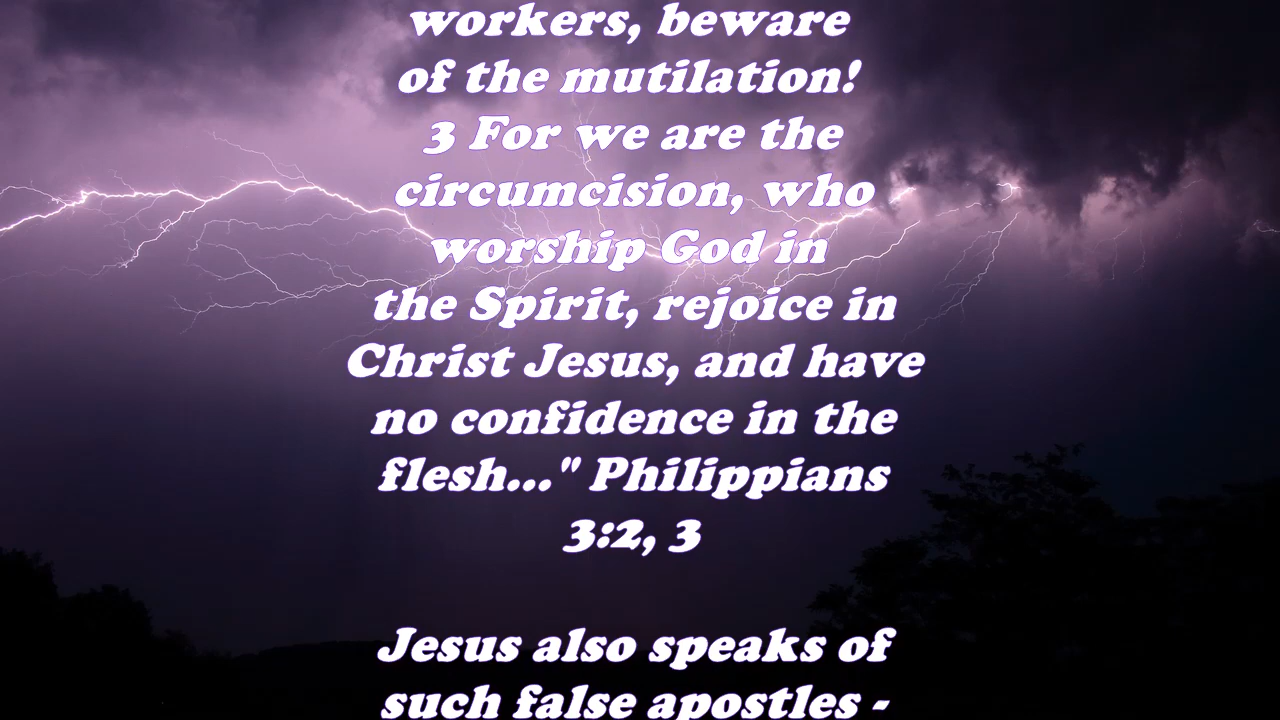 workers, beware
of the mutilation!
3 For we are the
circumcision, who
worship God in
the Spirit, rejoice in
Christ Jesus, and have
no confidence in the
flesh..." Philippians
3:2, 3
Jesus also speaks of
such false apostles -